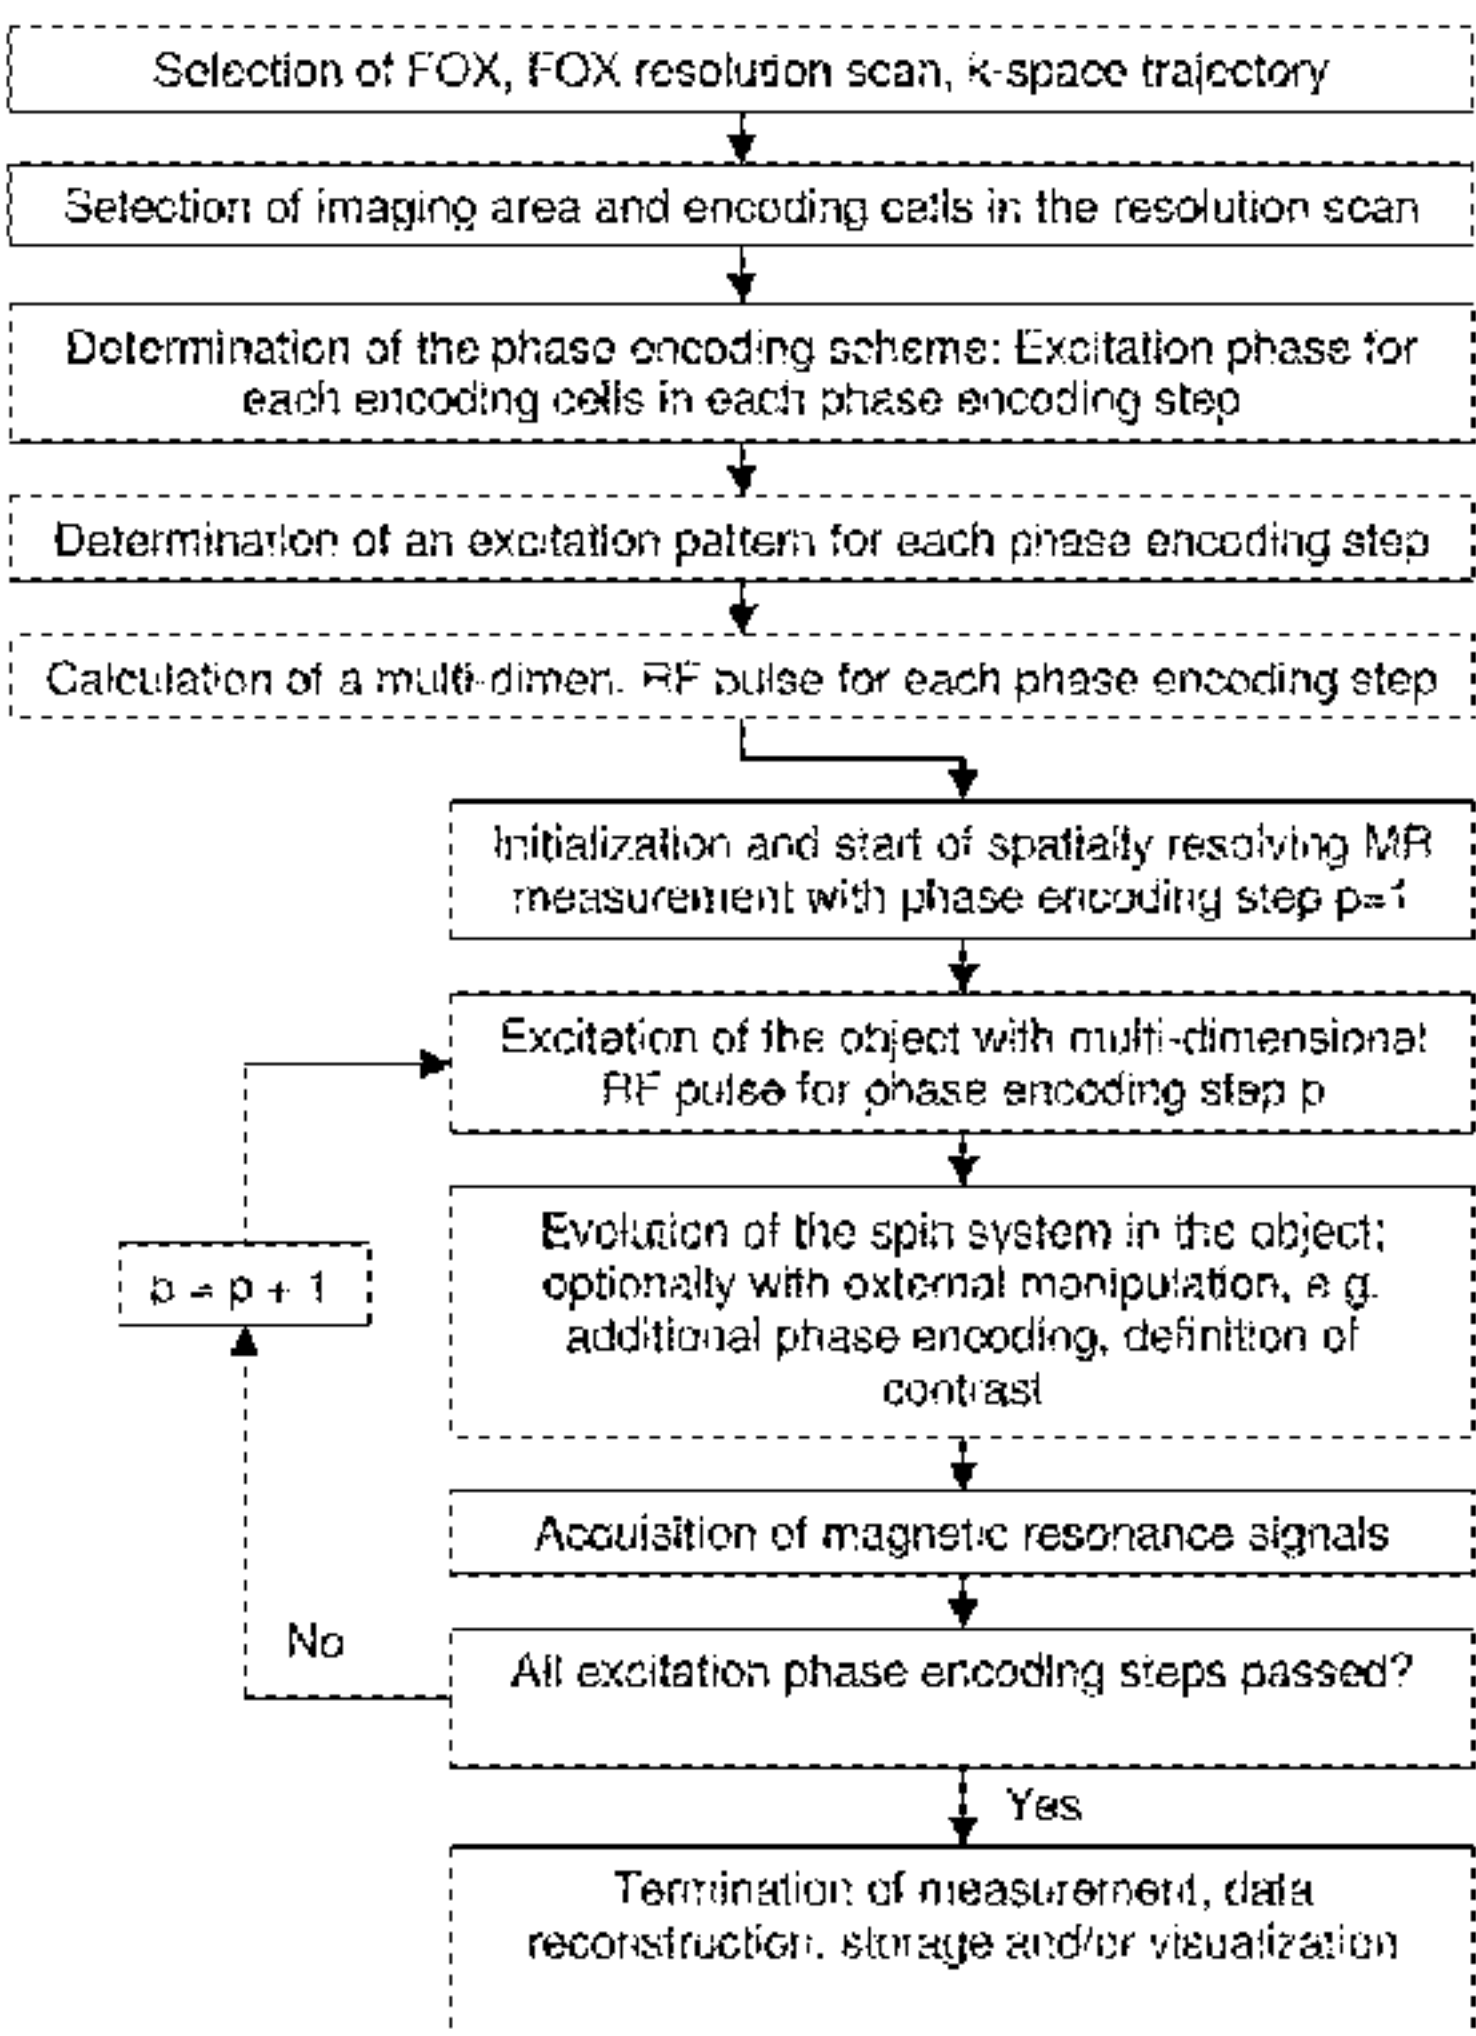 Selection of FOX, FOX resolution scan, k-space trajectory
Selection of imaging area and encoding cells in the resolution scan
Determination of the phase encoding scheme: Excitation phase for
each encoding cells in each phase encoding step
Determination of an excitation pattern for each phase encoding step
Calculation of a multi-dimen. RF pulse for each phase encoding step
Initialization and start of spatially resolving MR
measurement with phase encoding step p=1
Excitation of the object with multi-dimensional
RF pulse for phase encoding step p
Evolution of the spin system in the object;
optionally with external manipulation, e.g.
additional phase encoding, definition of
contrast
p = p + 1
Acquisition of magnetic resonance signals
No
All excitation phase encoding steps passed?
Yes
Termination of measurement, data
reconstruction, storage and/or visualization